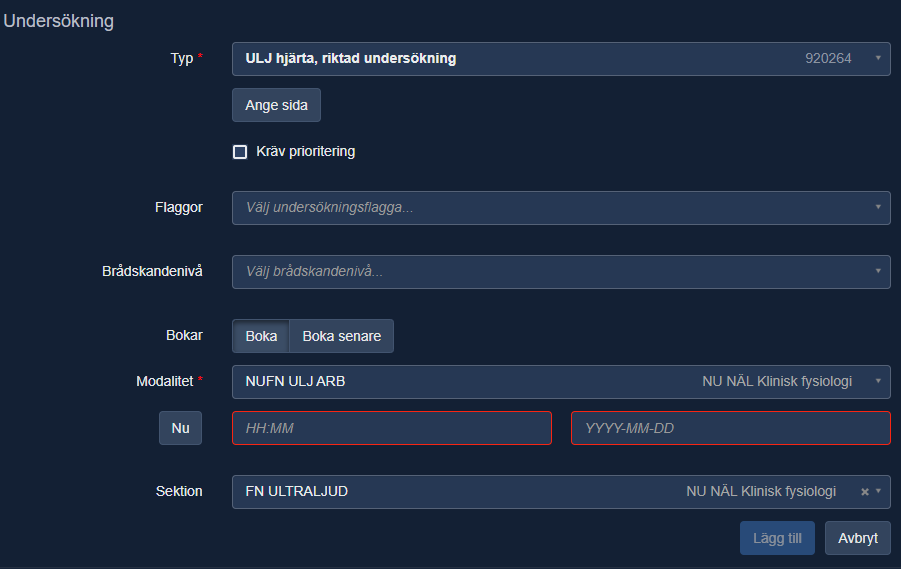 Undersökning
Typ * ULJ hjärta, riktad undersökning 920264
Ange sida
Kräv prioritering
Flaggor Välj undersökningsflagga...
Brådskandenivå Välj brådskandenivå...
Bokar Boka Boka senare
Modalitet * NUFN ULJ ARB NU NÄL Klinisk fysiologi
Nu HH:MM YYYY-MM-DD
Sektion FN ULTRALJUD NU NÄL Klinisk fysiologi ×
Lägg till Avbryt